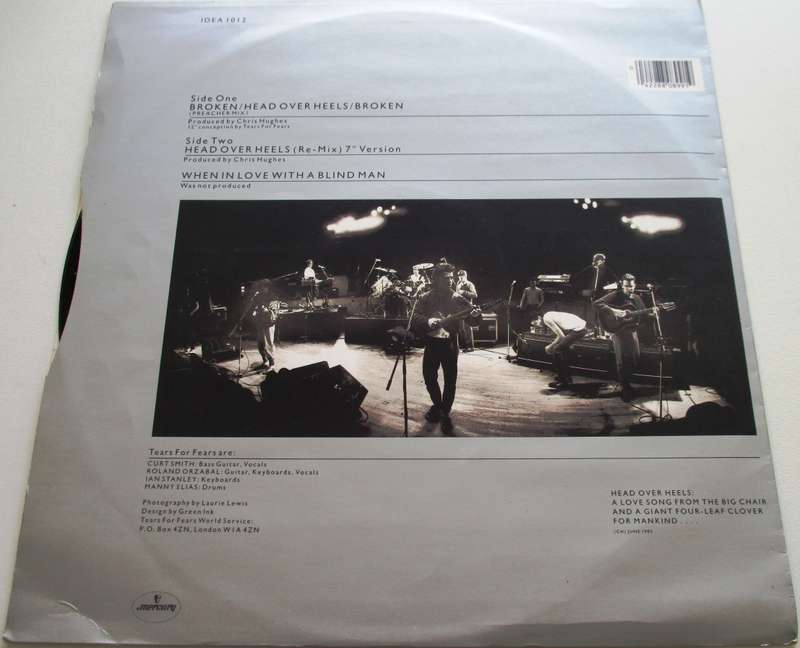 IDEA 1012
Side One
BROKEN/HEAD OVER HEELS/BROKEN
(PREACHER MIX)
Produced by Chris Hughes
12" conception by Tears For Fears
Side Two
HEAD OVER HEELS (Re-Mix) 7" Version
Produced by Chris Hughes
WHEN IN LOVE WITH A BLIND MAN
Was not produced
Tears For Fears are:
CURT SMITH: Bass Guitar, Vocals
ROLAND ORZABAL: Guitar, Keyboards, Vocals
IAN STANLEY: Keyboards
MANNY ELIAS: Drums
Photography by Laurie Lewis
Design by Green Ink
Tears For Fears World Service:
P.O. Box 4ZN, London W1A 4ZN
HEAD OVER HEELS:
A LOVE SONG FROM THE BIG CHAIR
AND A GIANT FOUR-LEAF CLOVER
FOR MANKIND . . . .
JUNE 1985
mercury